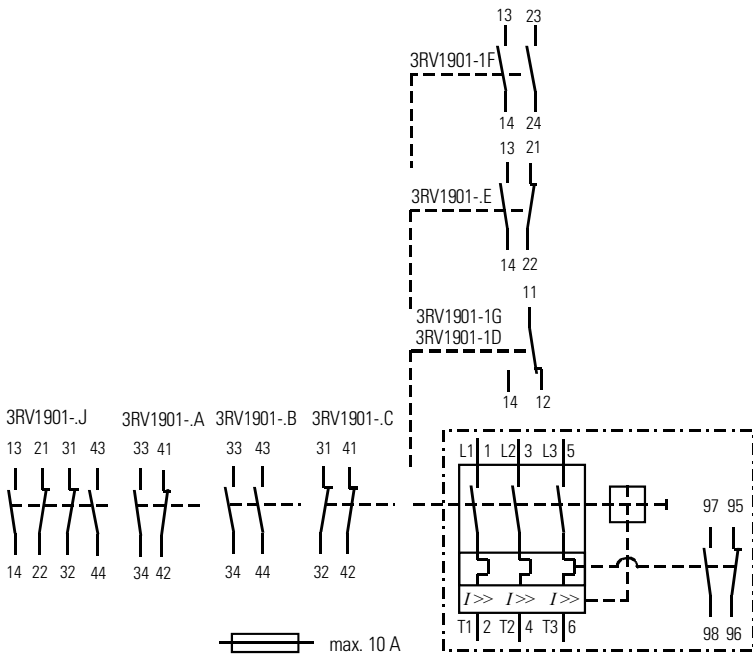 13 23
3RV1901-1F
14 24
13 21
3RV1901-.E
14 22
11
3RV1901-1G
3RV1901-1D
14 12
3RV1901-.J 3RV1901-.A 3RV1901-.B 3RV1901-.C
13 21 31 43 33 41 33 43 31 41
14 22 32 44 34 42 34 44 32 42
L1 1 L2 3 L3 5
97 95
I>> I>> I>>
T1 2 T2 4 T3 6
98 96
max. 10 A